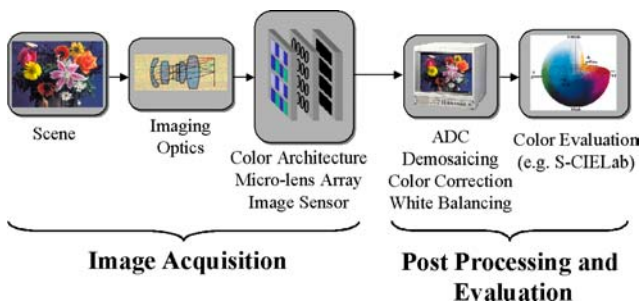 Scene
Imaging
Optics
Color Architecture
Micro-lens Array
Image Sensor
ADC
Demosaicing
Color Correction
White Balancing
Color Evaluation
(e.g. S-CIELab)
Image Acquisition
Post Processing and
Evaluation